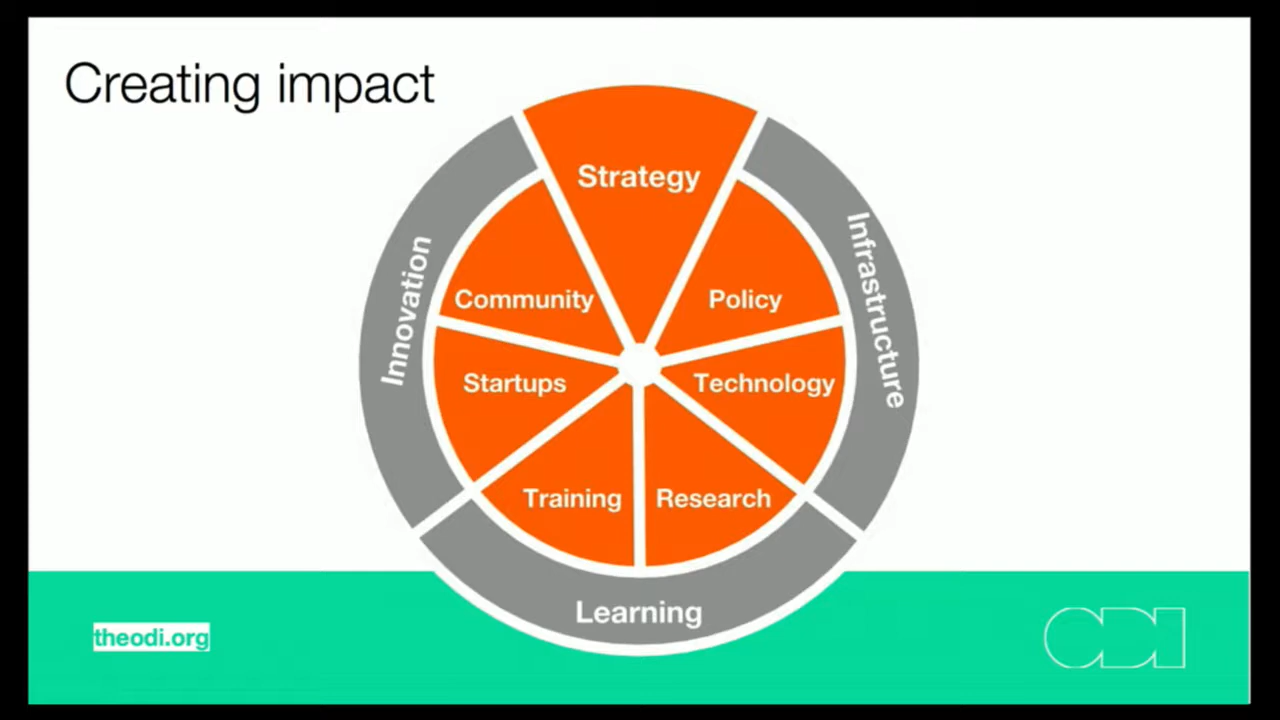 Creating impact
Strategy
Innovation
Infrastructure
Community
Policy
Startups
Technology
Training
Research
Learning
theodi.org
ODI